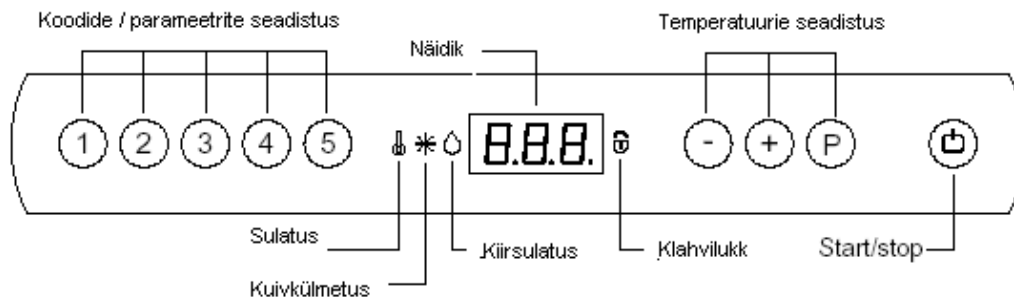 Koodide / parameetrite seadistus
Temperatuurie seadistus
Näidik
1 2 3 4 5 8.8.8. - + P
Sulatus
Kiirsulatus
Klahvilukk
Start/stop
Kuivkülmetus